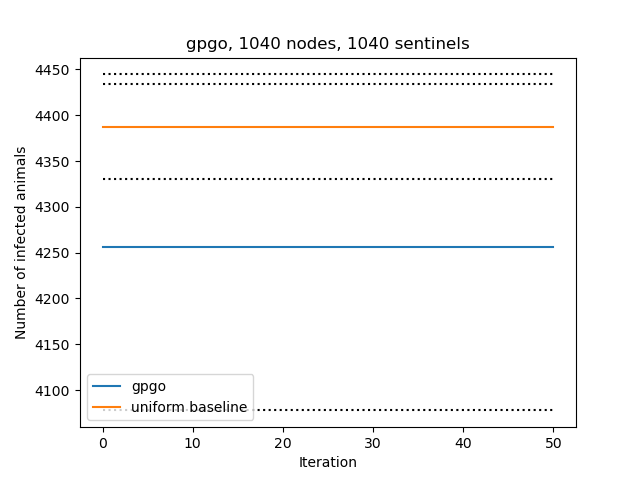 gpgo, 1040 nodes, 1040 sentinels
Number of infected animals
4450
4400
4350
4300
4250
4200
4150
4100
gpgo
uniform baseline
0 10 20 30 40 50
Iteration